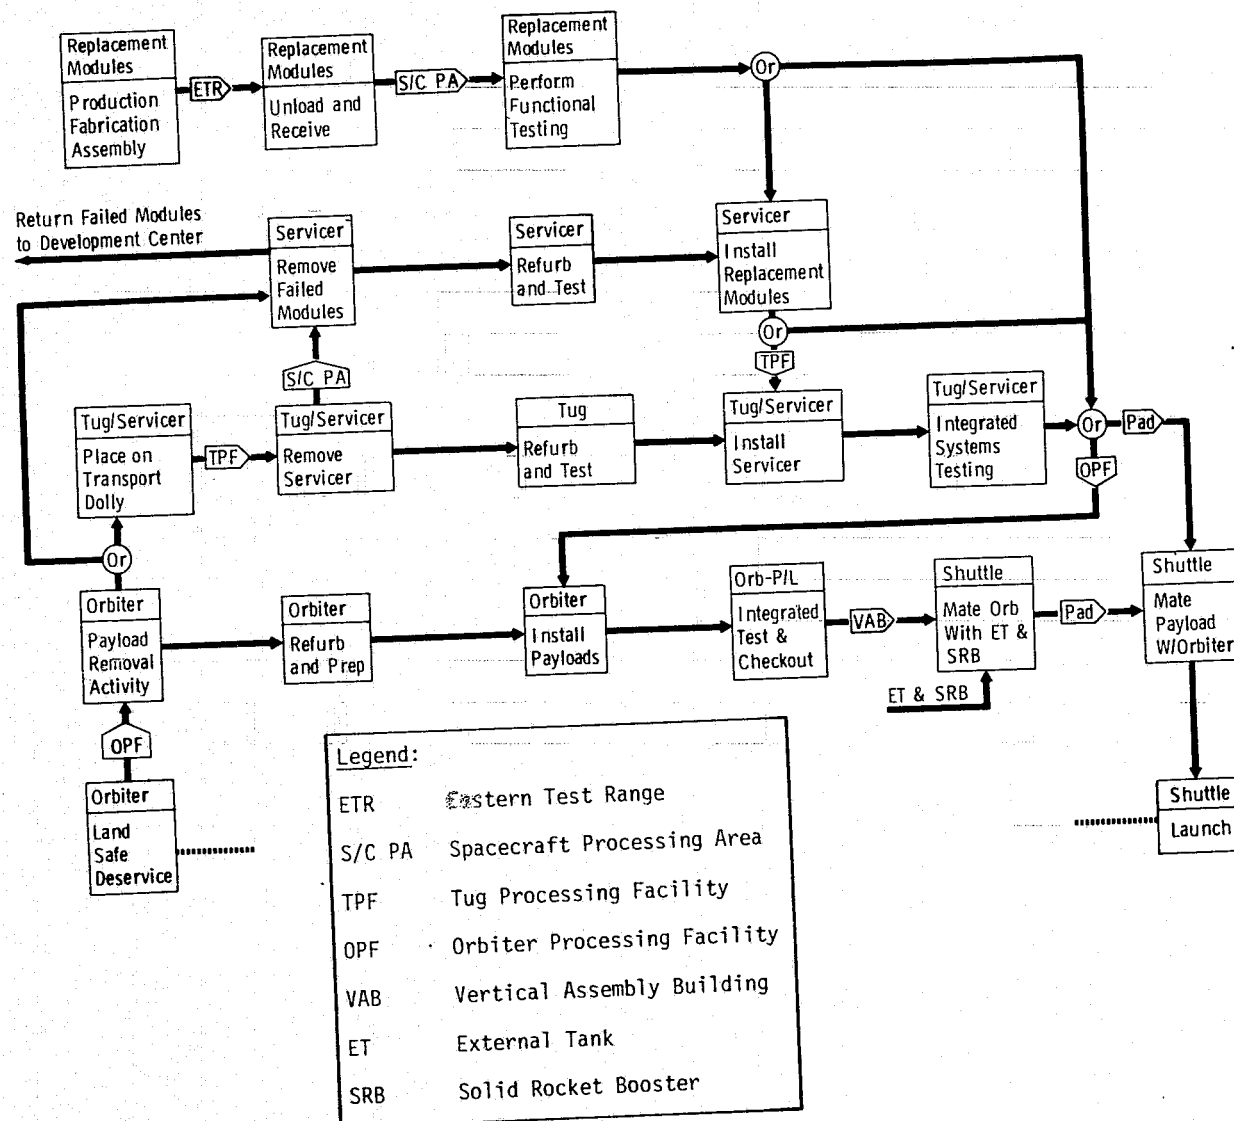 Replacement
Modules
Production
Fabrication
Assembly
ETR
Replacement
Modules
Unload and
Receive
S/C PA
Replacement
Modules
Perform
Functional
Testing
Or
Return Failed Modules
to Development Center
Servicer
Remove
Failed
Modules
Servicer
Refurb
and Test
Servicer
Install
Replacement
Modules
Or
TPF
S/C PA
Tug/Servicer
Place on
Transport
Dolly
TPF
Tug/Servicer
Remove
Servicer
Tug
Refurb
and Test
Tug/Servicer
Install
Servicer
Tug/Servicer
Integrated
Systems
Testing
Or
Pad
OPF
Or
Orbiter
Payload
Removal
Activity
Orbiter
Refurb
and Prep
Orbiter
Install
Payloads
Orb-P/L
Integrated
Test &
Checkout
VAB
Shuttle
Mate Orb
With ET &
SRB
Pad
Shuttle
Mate
Payload
W/Orbiter
ET & SRB
OPF
Orbiter
Land
Safe
Deservice
Shuttle
Launch
Legend:
ETR Eastern Test Range
S/C PA Spacecraft Processing Area
TPF Tug Processing Facility
OPF Orbiter Processing Facility
VAB Vertical Assembly Building
ET External Tank
SRB Solid Rocket Booster